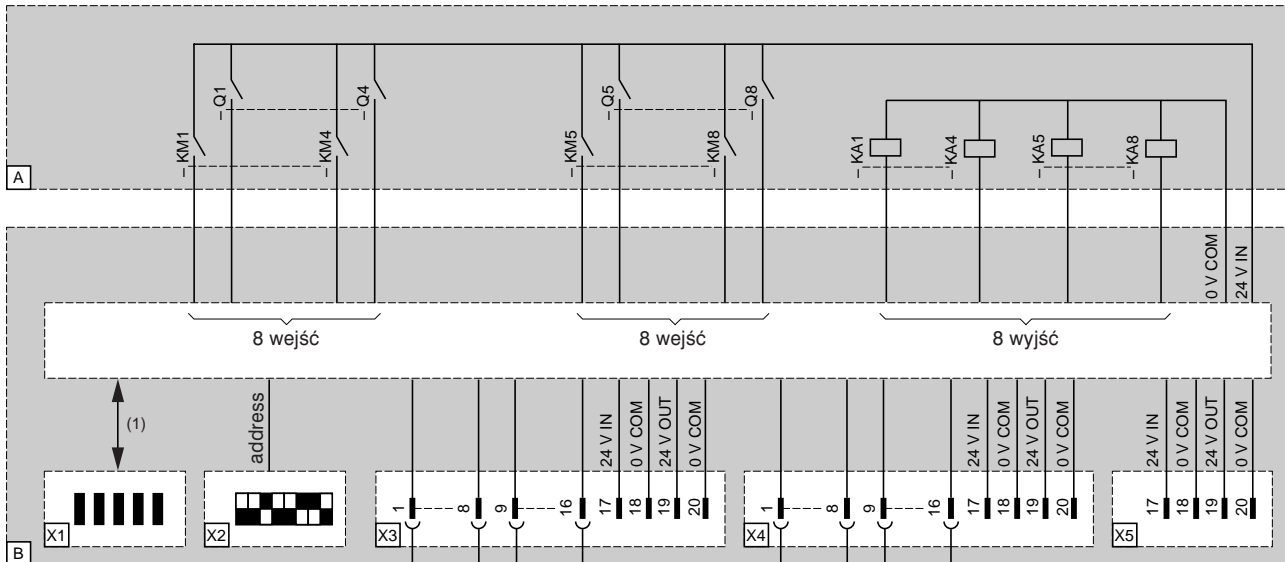 – Q1
– Q4
– Q5
– Q8
– KM1
– KM4
– KM5
– KM8
– KA1
– KA4
– KA5
– KA8
A
0 V COM
24 V IN
8 wejść
8 wejść
8 wyjść
(1)
address
24 V IN
0 V COM
24 V OUT
0 V COM
24 V IN
0 V COM
24 V OUT
0 V COM
24 V IN
0 V COM
24 V OUT
0 V COM
X1
X2
X3
1
8
9
16
17
18
19
20
X4
1
8
9
16
17
18
19
20
X5
17
18
19
20
B